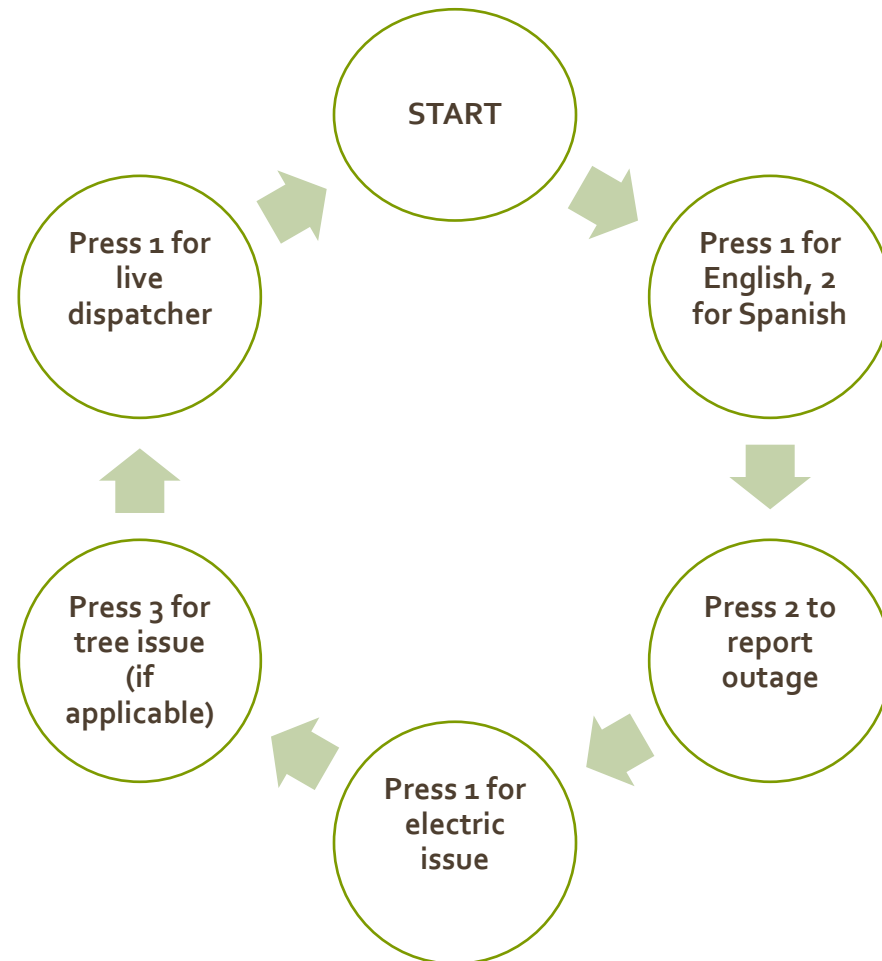 START
Press 1 for
English, 2
for Spanish
Press 2 to
report
outage
Press 1 for
electric
issue
Press 3 for
tree issue
(if
applicable)
Press 1 for
live
dispatcher